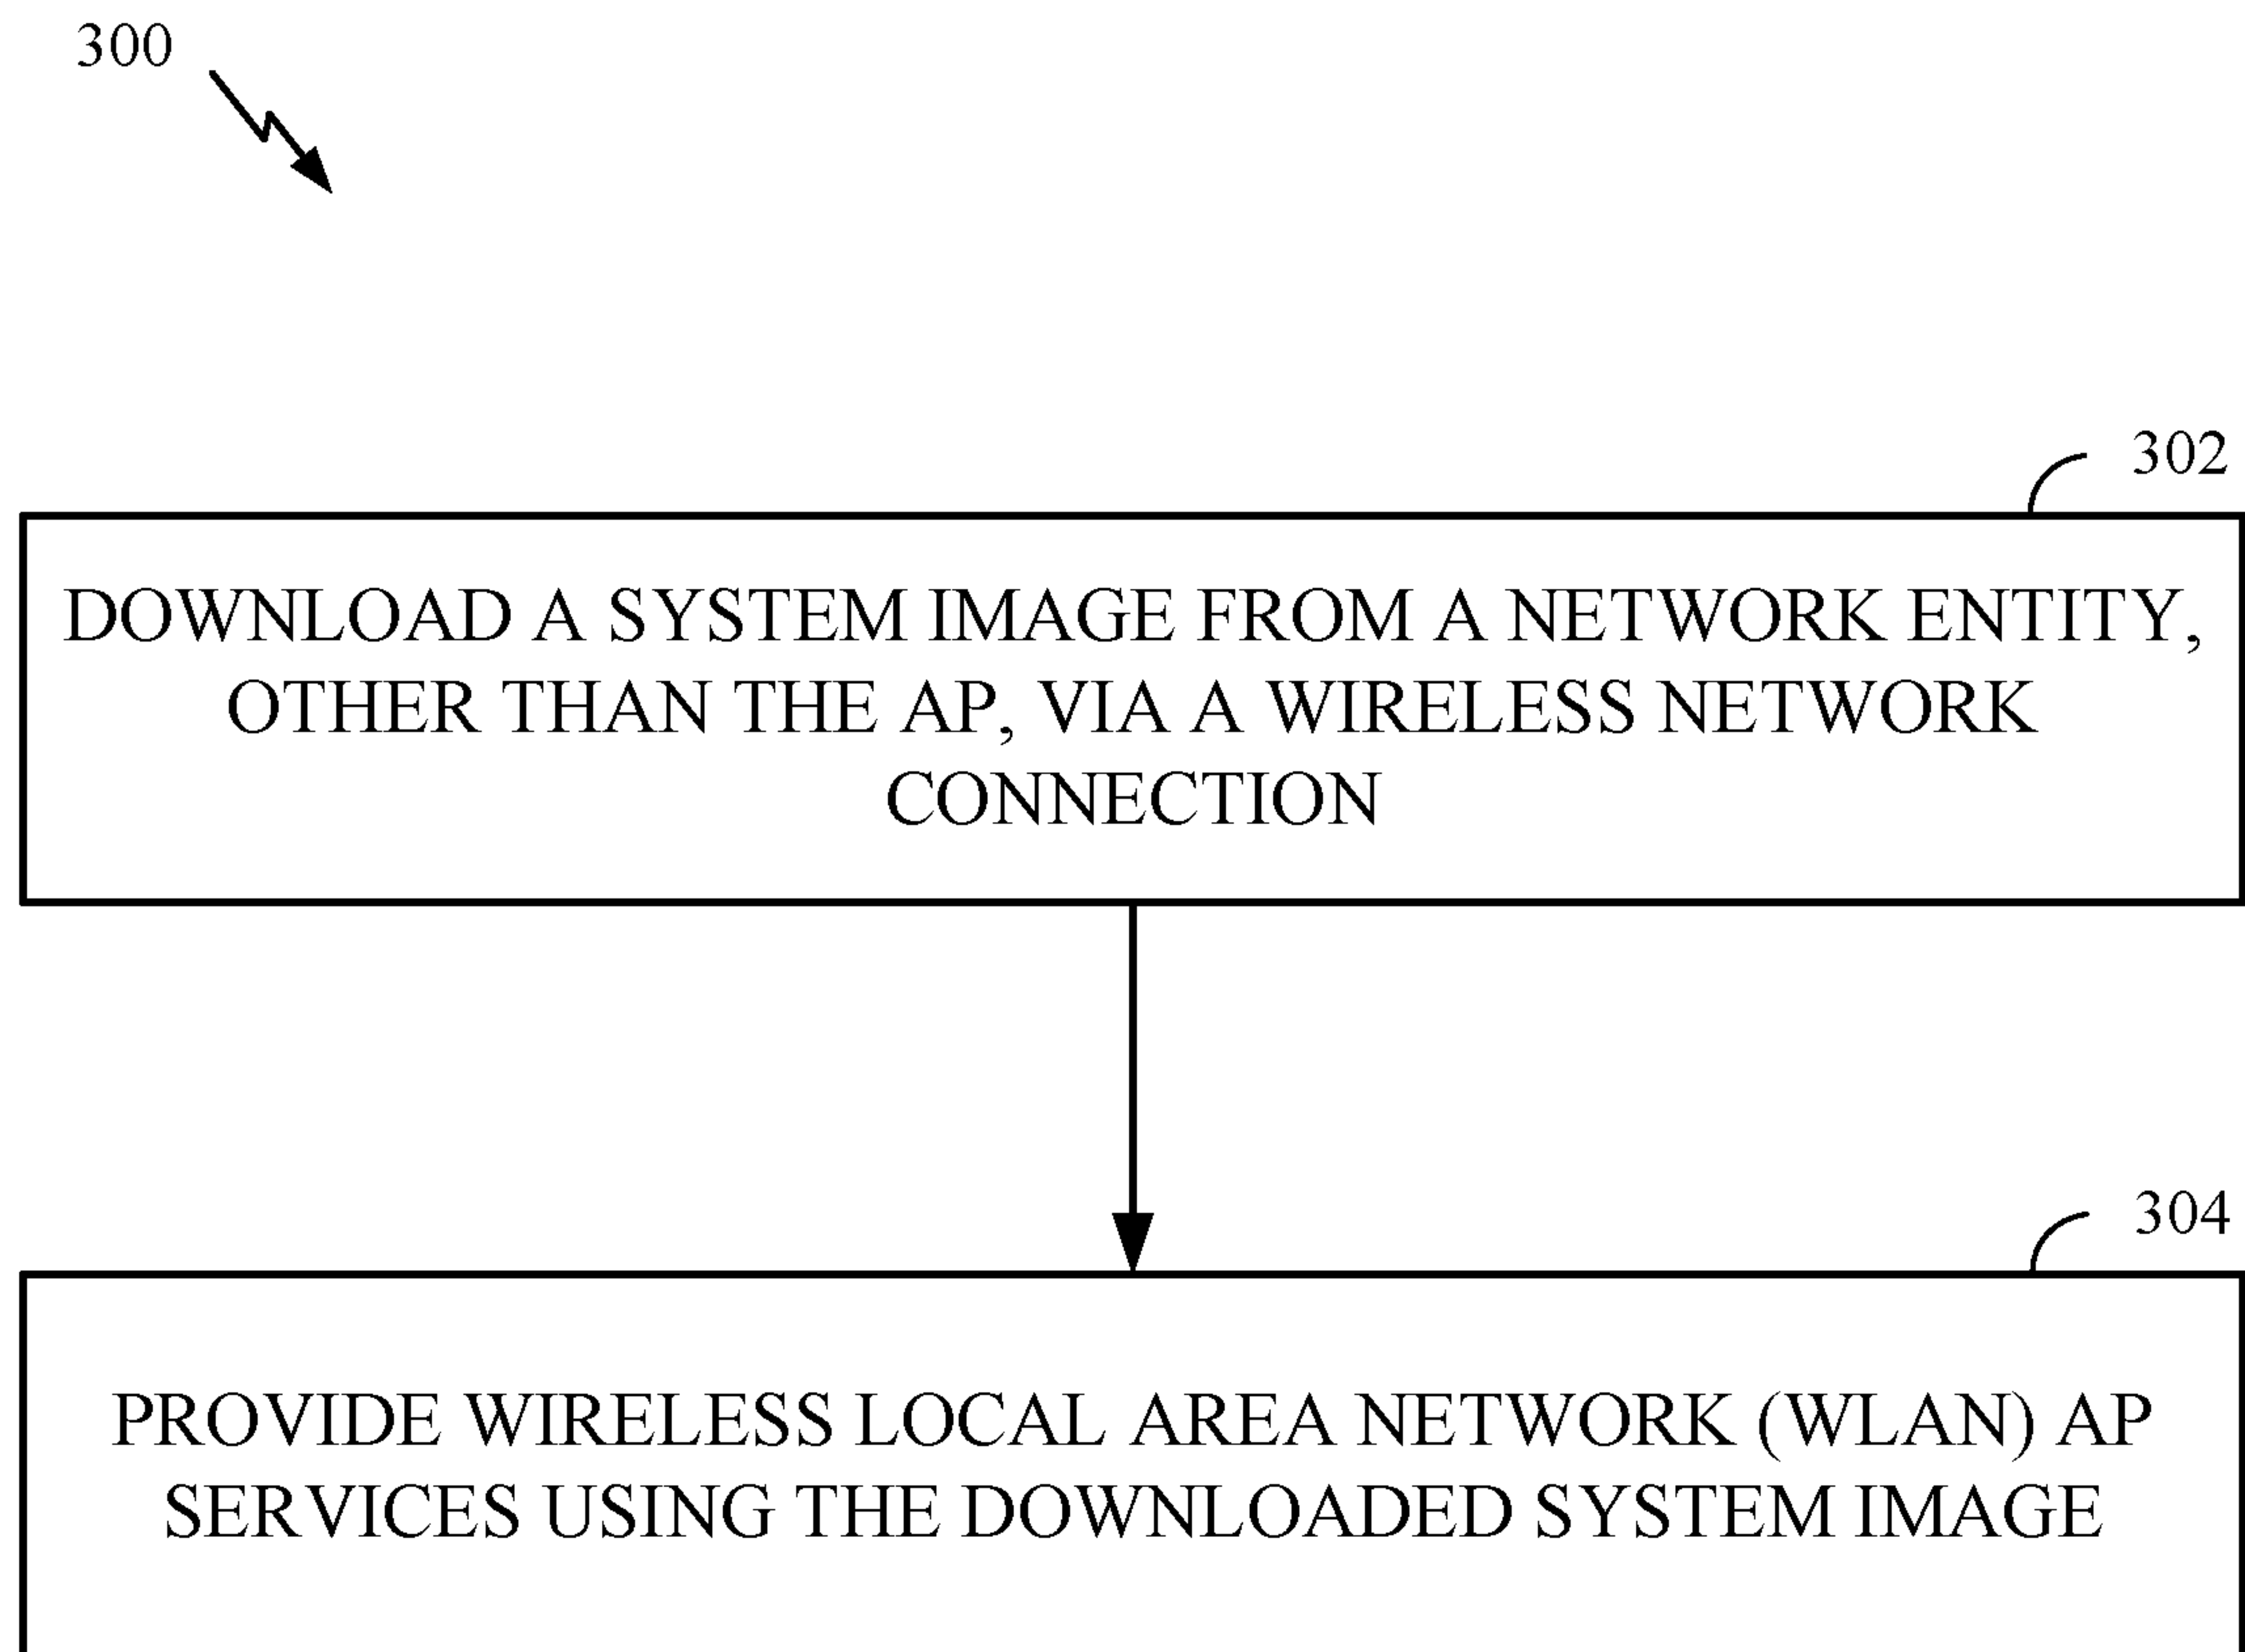 300
302
DOWNLOAD A SYSTEM IMAGE FROM A NETWORK ENTITY,
OTHER THAN THE AP, VIA A WIRELESS NETWORK
CONNECTION
304
PROVIDE WIRELESS LOCAL AREA NETWORK (WLAN) AP
SERVICES USING THE DOWNLOADED SYSTEM IMAGE